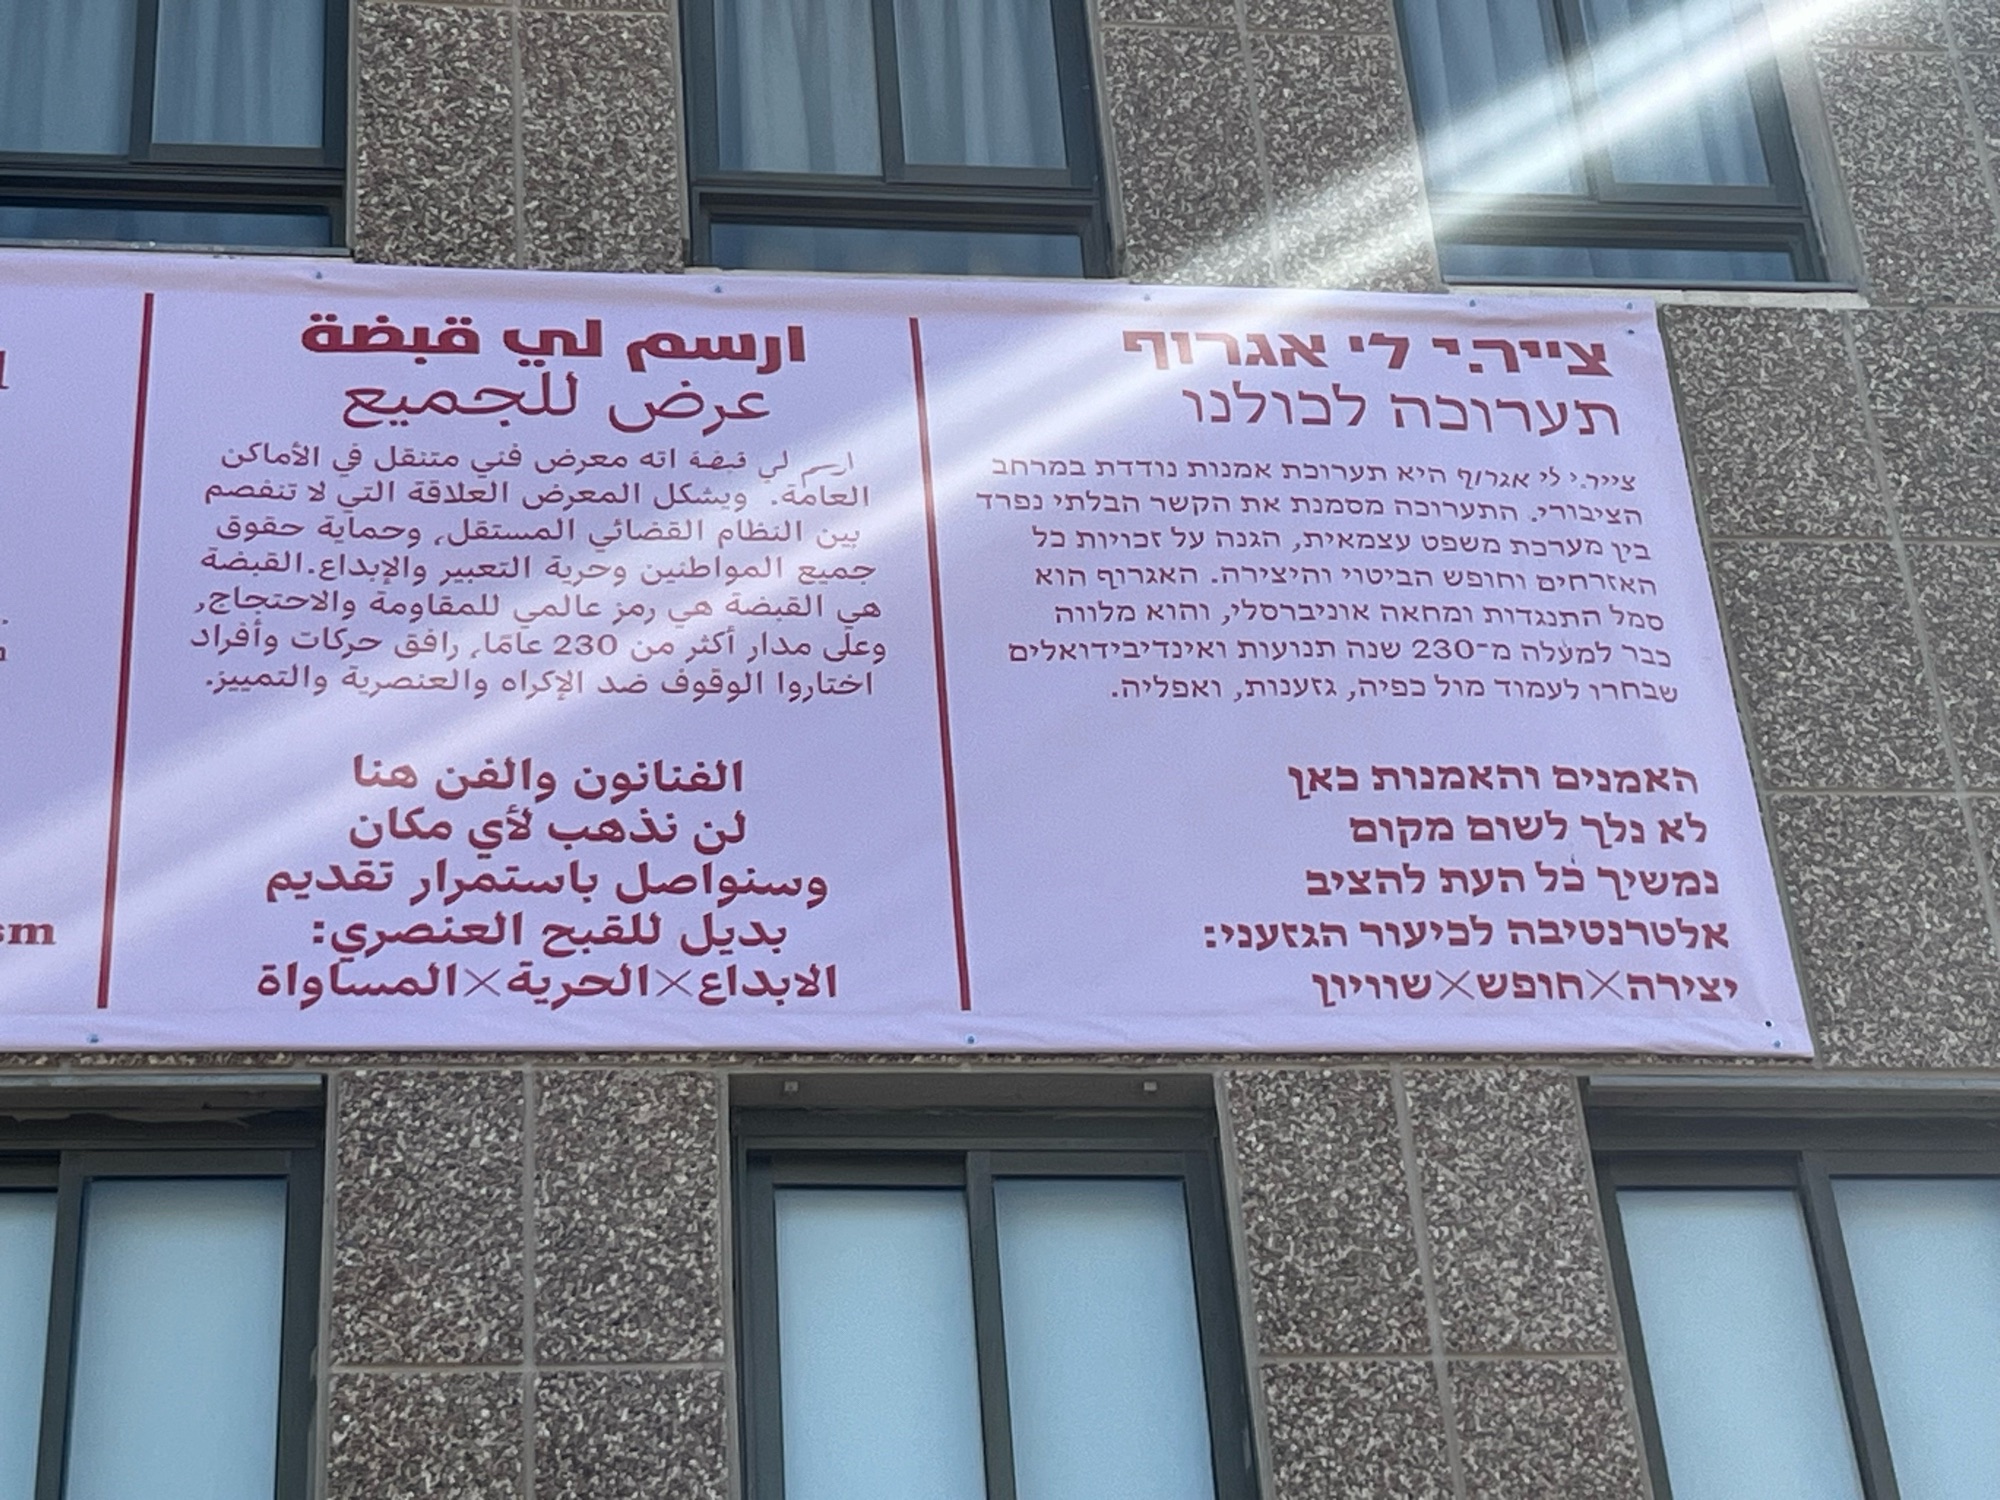 צייר.י לי אגרוף
תערוכה לכולנו
צייר.י לי אגרוף היא תערוכת אמנות נודדת במרחב
הציבורי. התערוכה מסמנת את הקשר הבלתי נפרד
בין מערכת משפט עצמאית, הגנה על זכויות כל
האזרחים וחופש הביטוי והיצירה. האגרוף הוא
סמל התנגדות ומחאה אוניברסלי, והוא מלווה
כבר למעלה מ־230 שנה תנועות ואינדיבידואלים
שבחרו לעמוד מול כפיה, גזענות, ואפליה.
האמנים והאמנות כאן
לא נלך לשום מקום
נמשיך כל העת להציב
אלטרנטיבה לכיעור הגזעני:
יצירה×חופש×שוויון
ارسم لي قبضة
عرض للجميع
ارسم لي قبضة انه معرض فني متنقل في الأماكن
العامة. ويشكل المعرض العلاقة التي لا تنفصم
بين النظام القضائي المستقل، وحماية حقوق
جميع المواطنين وحرية التعبير والإبداع.القبضة
هي القبضة هي رمز عالمي للمقاومة والاحتجاج,
وعلى مدار أكثر من 230 عامًا، رافق حركات وأفراد
اختاروا الوقوف ضد الإكراه والعنصرية والتمييز.
الفنانون والفن هنا
لن نذهب لأي مكان
وسنواصل باستمرار تقديم
بديل للقبح العنصري:
الابداع×الحرية×المساواة